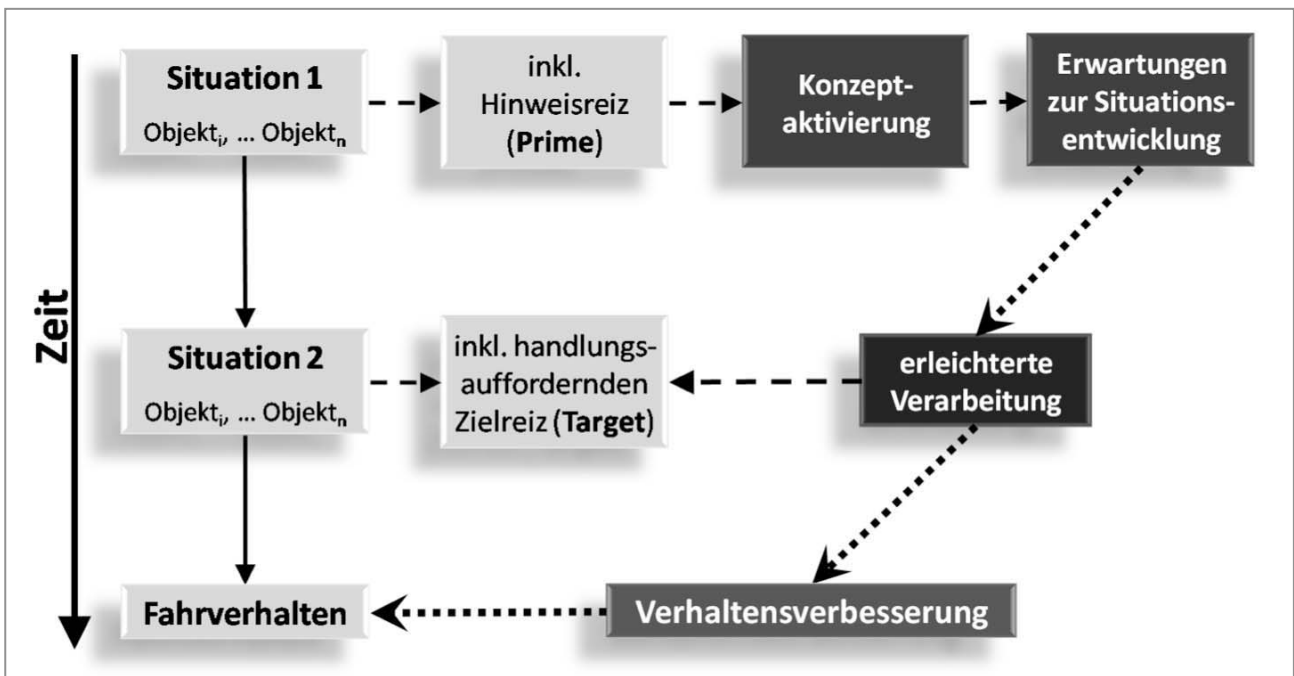 Situation 1
Objektᵢ, ... Objektₙ
inkl.
Hinweisreiz
(Prime)
Konzept-
aktivierung
Erwartungen
zur Situations-
entwicklung
Zeit
Situation 2
Objektᵢ, ... Objektₙ
inkl. handlungs-
auffordernden
Zielreiz (Target)
erleichterte
Verarbeitung
Fahrverhalten
Verhaltensverbesserung